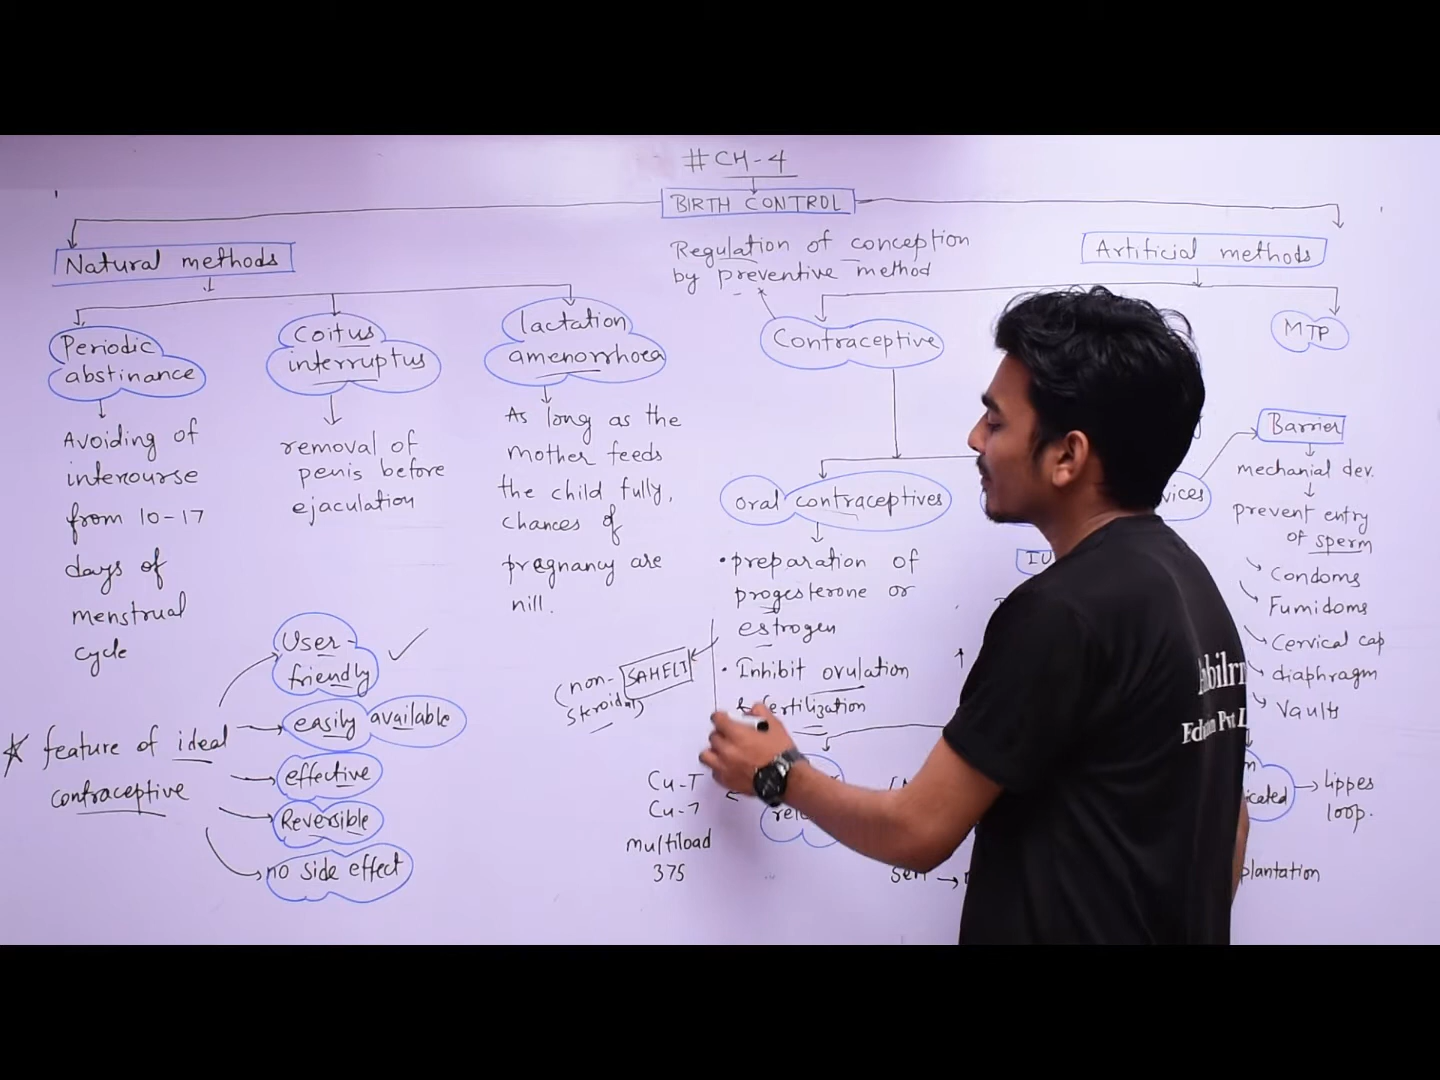 # CH-4
BIRTH CONTROL
Natural methods
Regulation of conception
by preventive method
Artificial methods
Periodic
abstinance
Coitus
interruptus
lactation
amenorrhoea
Contraceptive
MTP
Avoiding of
intercourse
from 10-17
days of
menstrual
cycle
removal of
penis before
ejaculation
As long as the
mother feeds
the child fully,
chances of
pregnancy are
nill.
oral contraceptives
• preparation of
progesterone or
estrogen
• Inhibit ovulation
& fertilization
SAHELI
(non-
Steroidal)
Barrier
mechanial dev.
prevent entry
of sperm
Condoms
Fumidoms
Cervical cap
diaphragm
Vaults
feature of ideal
contraceptive
User-
friendly
easily available
effective
Reversible
no side effect
Cu-T
Cu-7
multiload
375
lippes
loop.